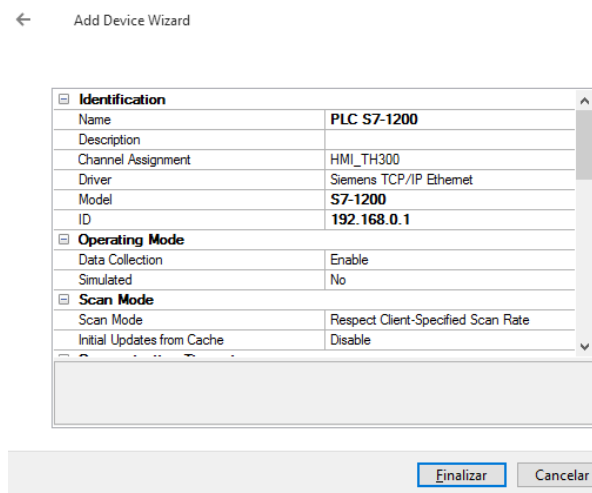 Add Device Wizard
Identification
Name PLC S7-1200
Description
Channel Assignment HMI_TH300
Driver Siemens TCP/IP Ethernet
Model S7-1200
ID 192.168.0.1
Operating Mode
Data Collection Enable
Simulated No
Scan Mode
Scan Mode Respect Client-Specified Scan Rate
Initial Updates from Cache Disable
Finalizar Cancelar